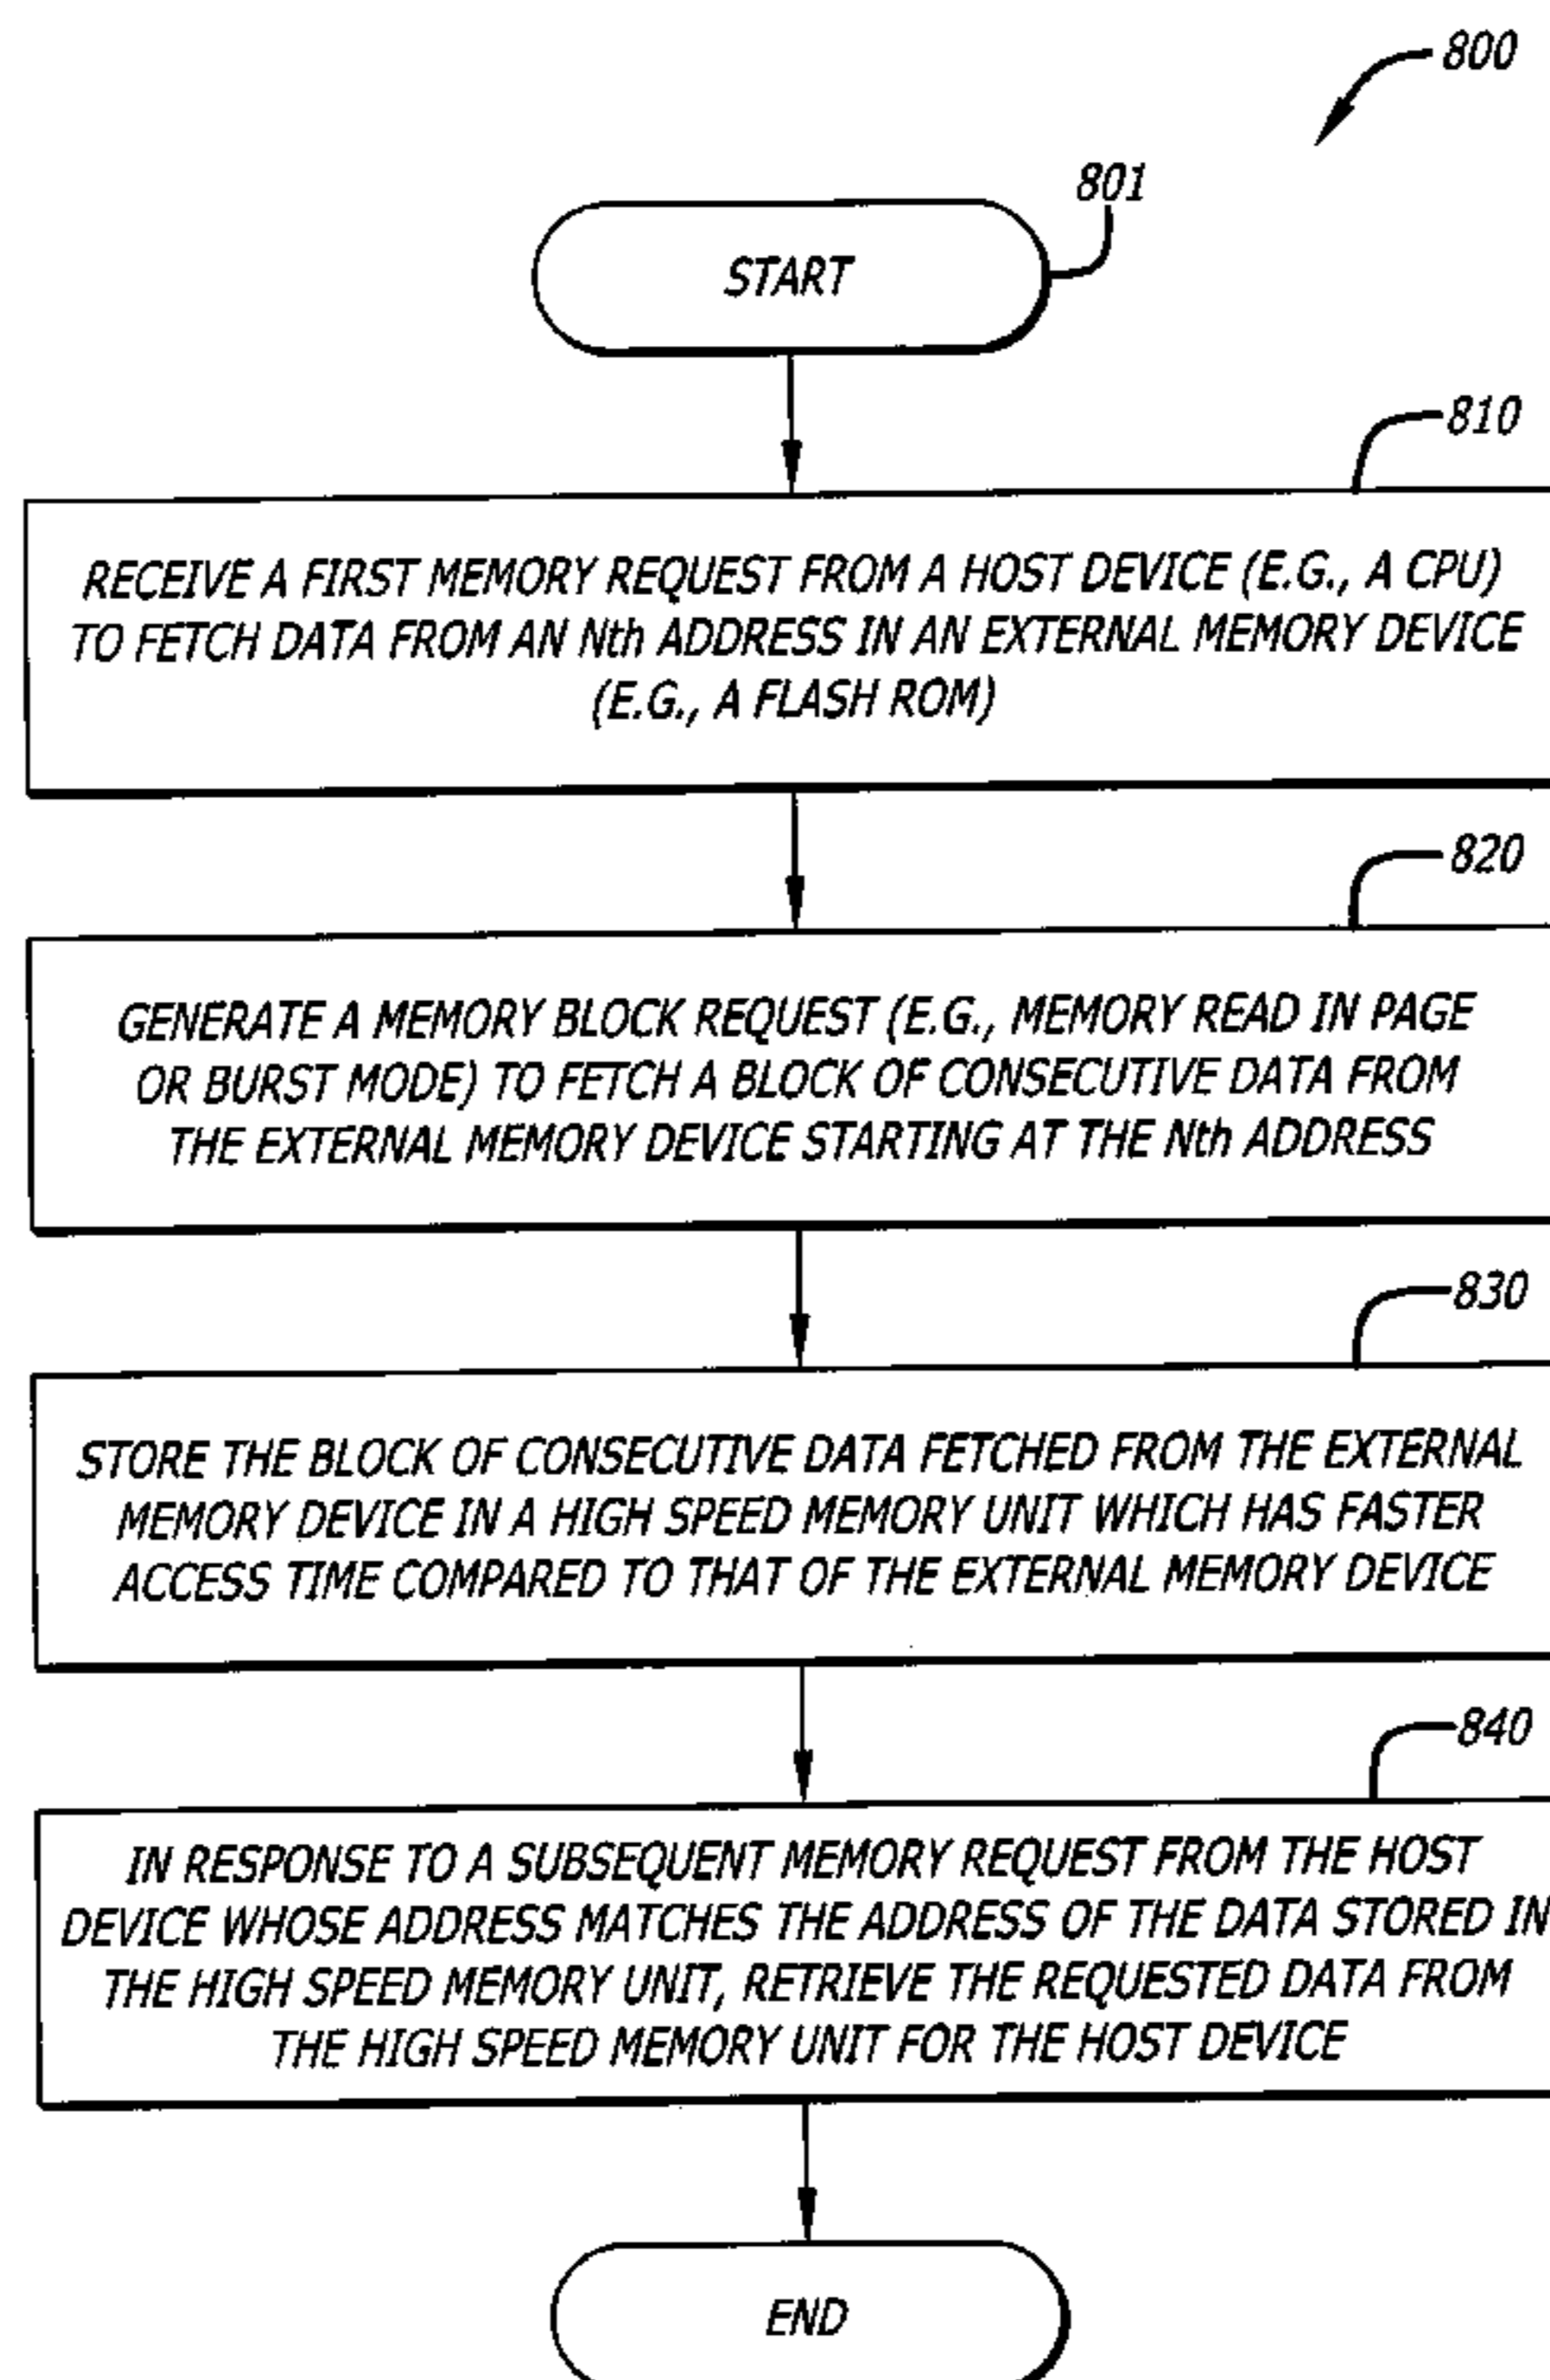 800
801
START
810
RECEIVE A FIRST MEMORY REQUEST FROM A HOST DEVICE (E.G., A CPU)
TO FETCH DATA FROM AN Nth ADDRESS IN AN EXTERNAL MEMORY DEVICE
(E.G., A FLASH ROM)
820
GENERATE A MEMORY BLOCK REQUEST (E.G., MEMORY READ IN PAGE
OR BURST MODE) TO FETCH A BLOCK OF CONSECUTIVE DATA FROM
THE EXTERNAL MEMORY DEVICE STARTING AT THE Nth ADDRESS
830
STORE THE BLOCK OF CONSECUTIVE DATA FETCHED FROM THE EXTERNAL
MEMORY DEVICE IN A HIGH SPEED MEMORY UNIT WHICH HAS FASTER
ACCESS TIME COMPARED TO THAT OF THE EXTERNAL MEMORY DEVICE
840
IN RESPONSE TO A SUBSEQUENT MEMORY REQUEST FROM THE HOST
DEVICE WHOSE ADDRESS MATCHES THE ADDRESS OF THE DATA STORED IN
THE HIGH SPEED MEMORY UNIT, RETRIEVE THE REQUESTED DATA FROM
THE HIGH SPEED MEMORY UNIT FOR THE HOST DEVICE
END